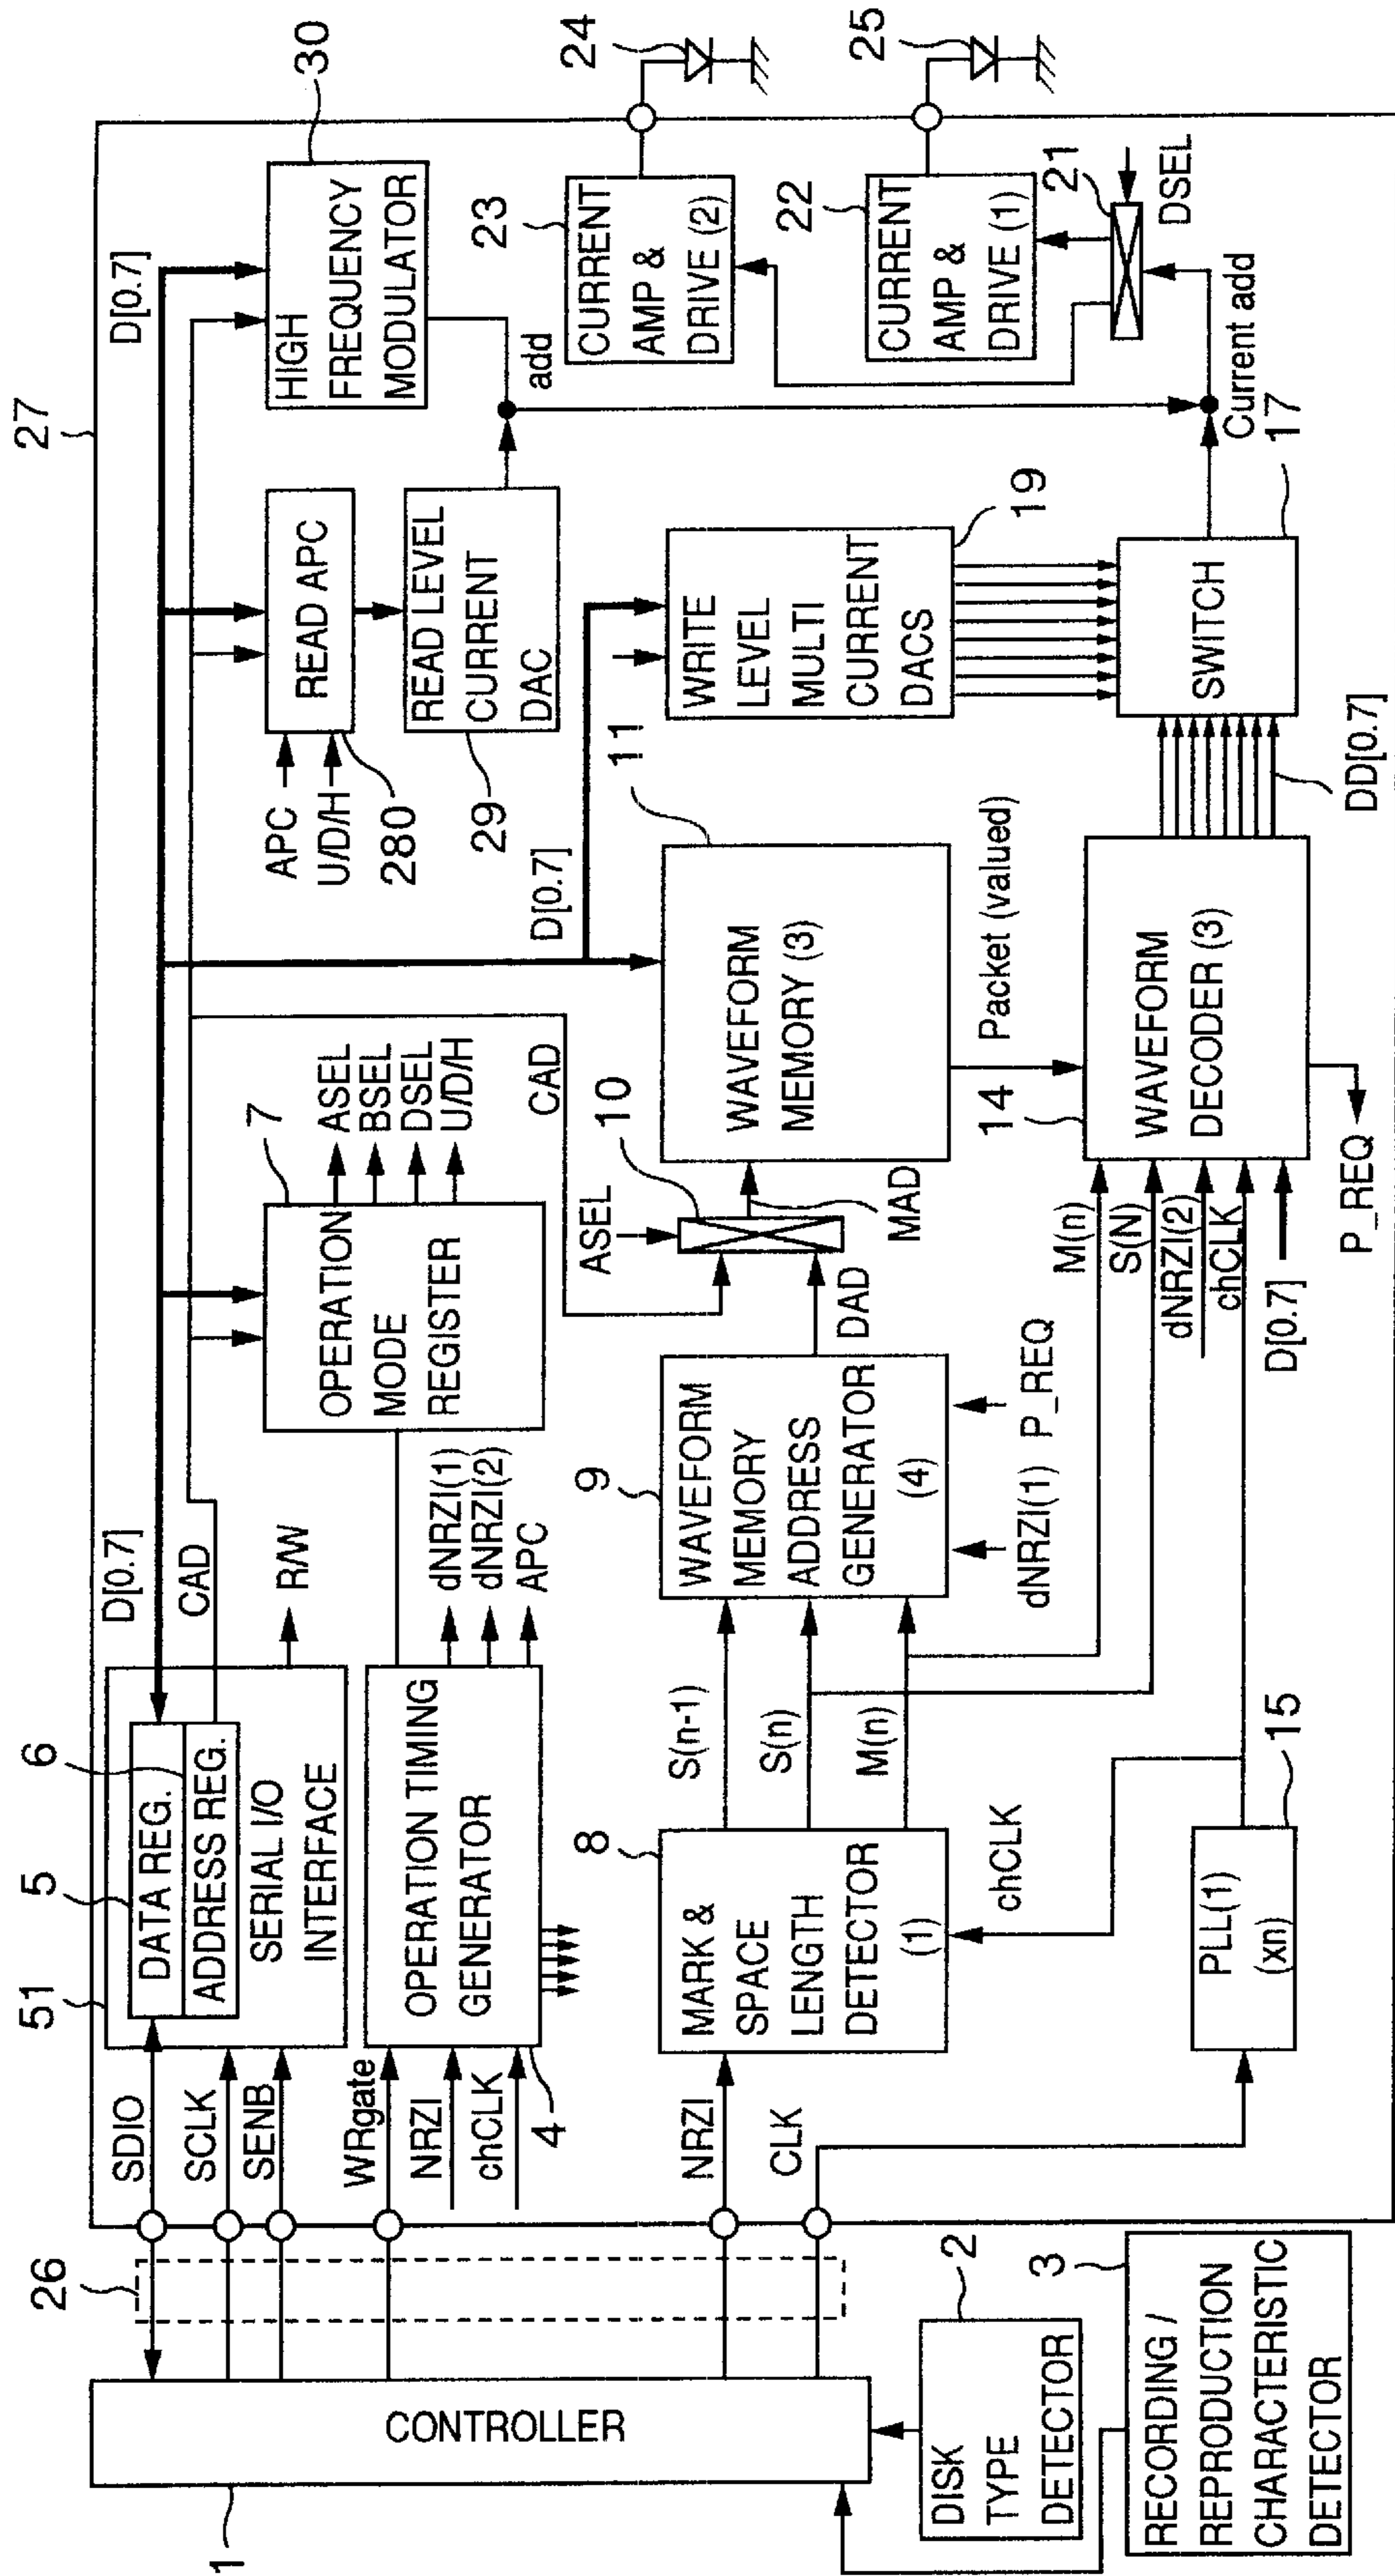 27
51
5
6
DATA REG.
ADDRESS REG.
SERIAL I/O
INTERFACE
SDIO
SCLK
SENB
D[0.7]
CAD
R/W
OPERATION TIMING
GENERATOR
WRgate
NRZI
chCLK
4
dNRZI(1)
dNRZI(2)
APC
7
OPERATION
MODE
REGISTER
ASEL
BSEL
DSEL
U/D/H
APC
U/D/H
280
READ APC
29
READ LEVEL
CURRENT
DAC
D[0.7]
30
HIGH
FREQUENCY
MODULATOR
add
26
1
CONTROLLER
2
DISK
TYPE
DETECTOR
3
RECORDING /
REPRODUCTION
CHARACTERISTIC
DETECTOR
NRZI
CLK
8
MARK &
SPACE
LENGTH
DETECTOR
(1)
chCLK
15
PLL(1)
(xn)
S(n-1)
S(n)
M(n)
9
WAVEFORM
MEMORY
ADDRESS
GENERATOR
(4)
dNRZI(1)
P_REQ
DAD
CAD
ASEL
10
MAD
11
WAVEFORM
MEMORY (3)
D[0.7]
Packet (valued)
14
WAVEFORM
DECODER (3)
M(n)
S(N)
dNRZI(2)
chCLK
D[0.7]
P_REQ
DD[0.7]
19
WRITE
LEVEL
MULTI
CURRENT
DACS
SWITCH
17
Current add
23
CURRENT
AMP &
DRIVE (2)
24
22
CURRENT
AMP &
DRIVE (1)
25
21
DSEL